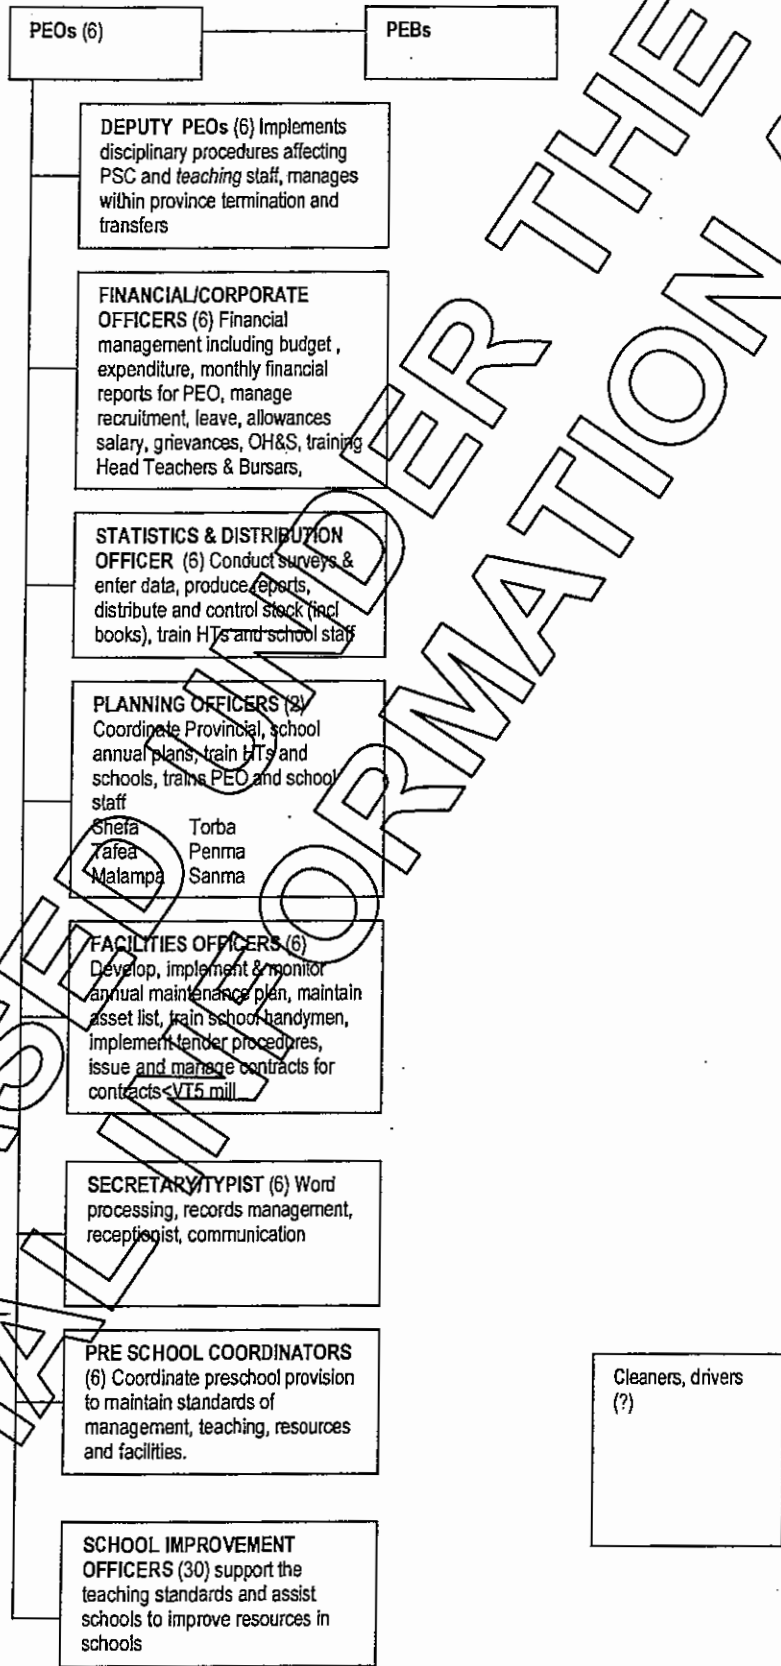 PEOs (6)
PEBs
DEPUTY PEOs (6) Implements
disciplinary procedures affecting
PSC and teaching staff, manages
within province termination and
transfers
FINANCIAL/CORPORATE
OFFICERS (6) Financial
management including budget ,
expenditure, monthly financial
reports for PEO, manage
recruitment, leave, allowances
salary, grievances, OH&S, training
Head Teachers & Bursars,
STATISTICS & DISTRIBUTION
OFFICER (6) Conduct surveys &
enter data, produce reports,
distribute and control stock (incl
books), train HTs and school staff
PLANNING OFFICERS (2)
Coordinate Provincial, school
annual plans, train HTs and
schools, trains PEO and school
staff
Shefa Torba
Tafea Penma
Malampa Sanma
FACILITIES OFFICERS (6)
Develop, implement & monitor
annual maintenance plan, maintain
asset list, train school handymen,
implement tender procedures,
issue and manage contracts for
contracts<VT5 mill
SECRETARY/TYPIST (6) Word
processing, records management,
receptionist, communication
PRE SCHOOL COORDINATORS
(6) Coordinate preschool provision
to maintain standards of
management, teaching, resources
and facilities.
Cleaners, drivers
(?)
SCHOOL IMPROVEMENT
OFFICERS (30) support the
teaching standards and assist
schools to improve resources in
schools
UNDER THE